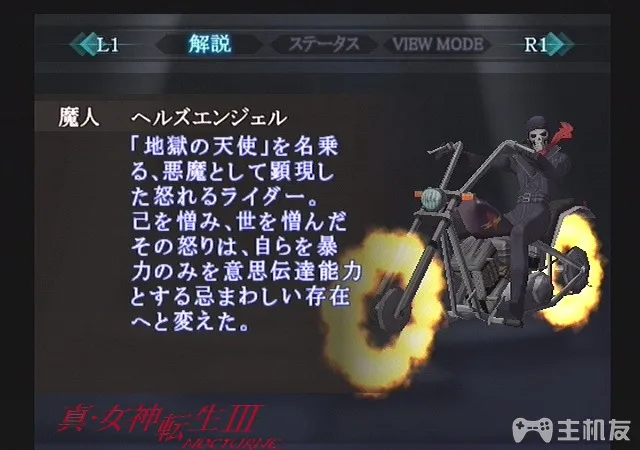 L1 解説 ステータス VIEW MODE R1
魔人 ヘルズエンジェル
「地獄の天使」を名乗
る、悪魔として顕現し
た怒れるライダー。
己を憎み、世を憎んだ
その怒りは、自らを暴
力のみを意思伝達能力
とする忌まわしい存在
へと変えた。
真・女神転生III
NOCTURNE
主机友